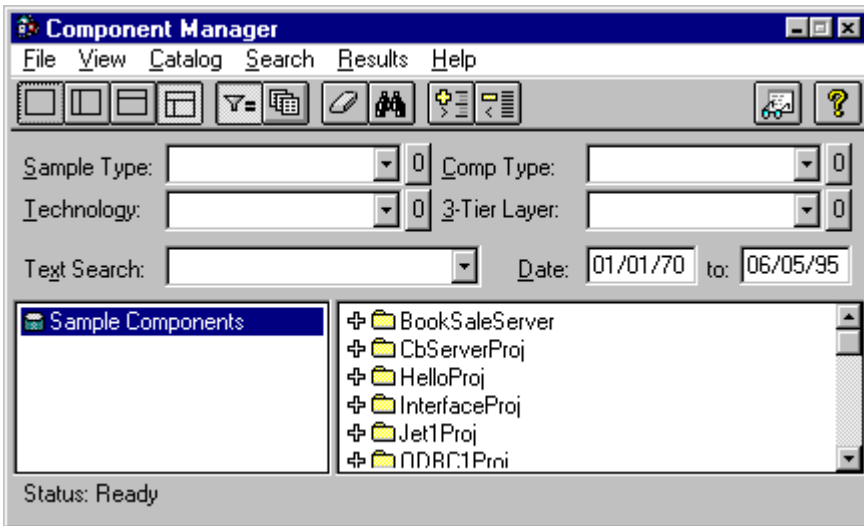 Component Manager
File View Catalog Search Results Help
Sample Type: 0 Comp Type: 0
Technology: 0 3-Tier Layer: 0
Text Search: Date: 01/01/70 to: 06/05/95
Sample Components
BookSaleServer
CbServerProj
HelloProj
InterfaceProj
Jet1Proj
ODBC1Proj
Status: Ready